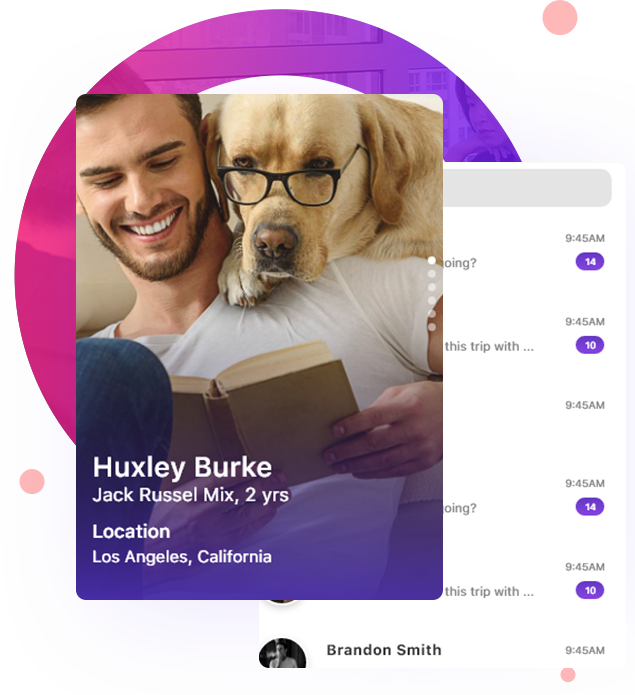 Huxley Burke
Jack Russel Mix, 2 yrs
Location
Los Angeles, California
9:45AM
oing?
14
9:45AM
this trip with ...
10
9:45AM
9:45AM
oing?
14
9:45AM
this trip with ...
10
Brandon Smith
9:45AM